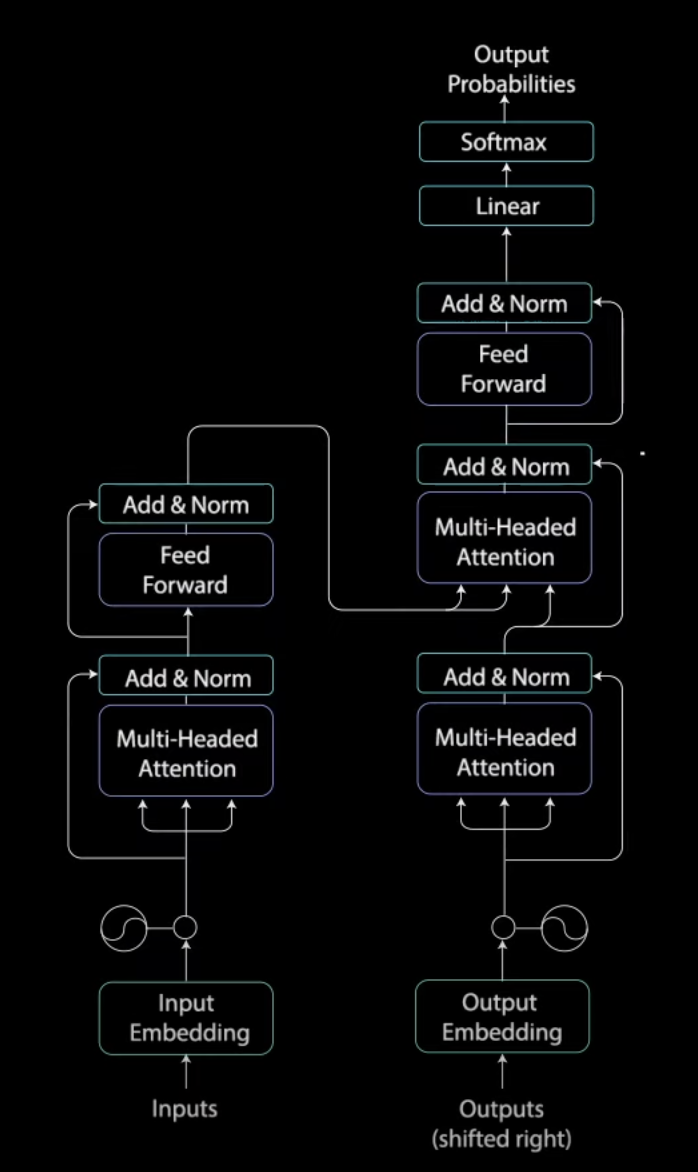 Output
Probabilities
Softmax
Linear
Add & Norm
Feed
Forward
Add & Norm
Multi-Headed
Attention
Add & Norm
Multi-Headed
Attention
Output
Embedding
Outputs
(shifted right)
Add & Norm
Feed
Forward
Add & Norm
Multi-Headed
Attention
Input
Embedding
Inputs